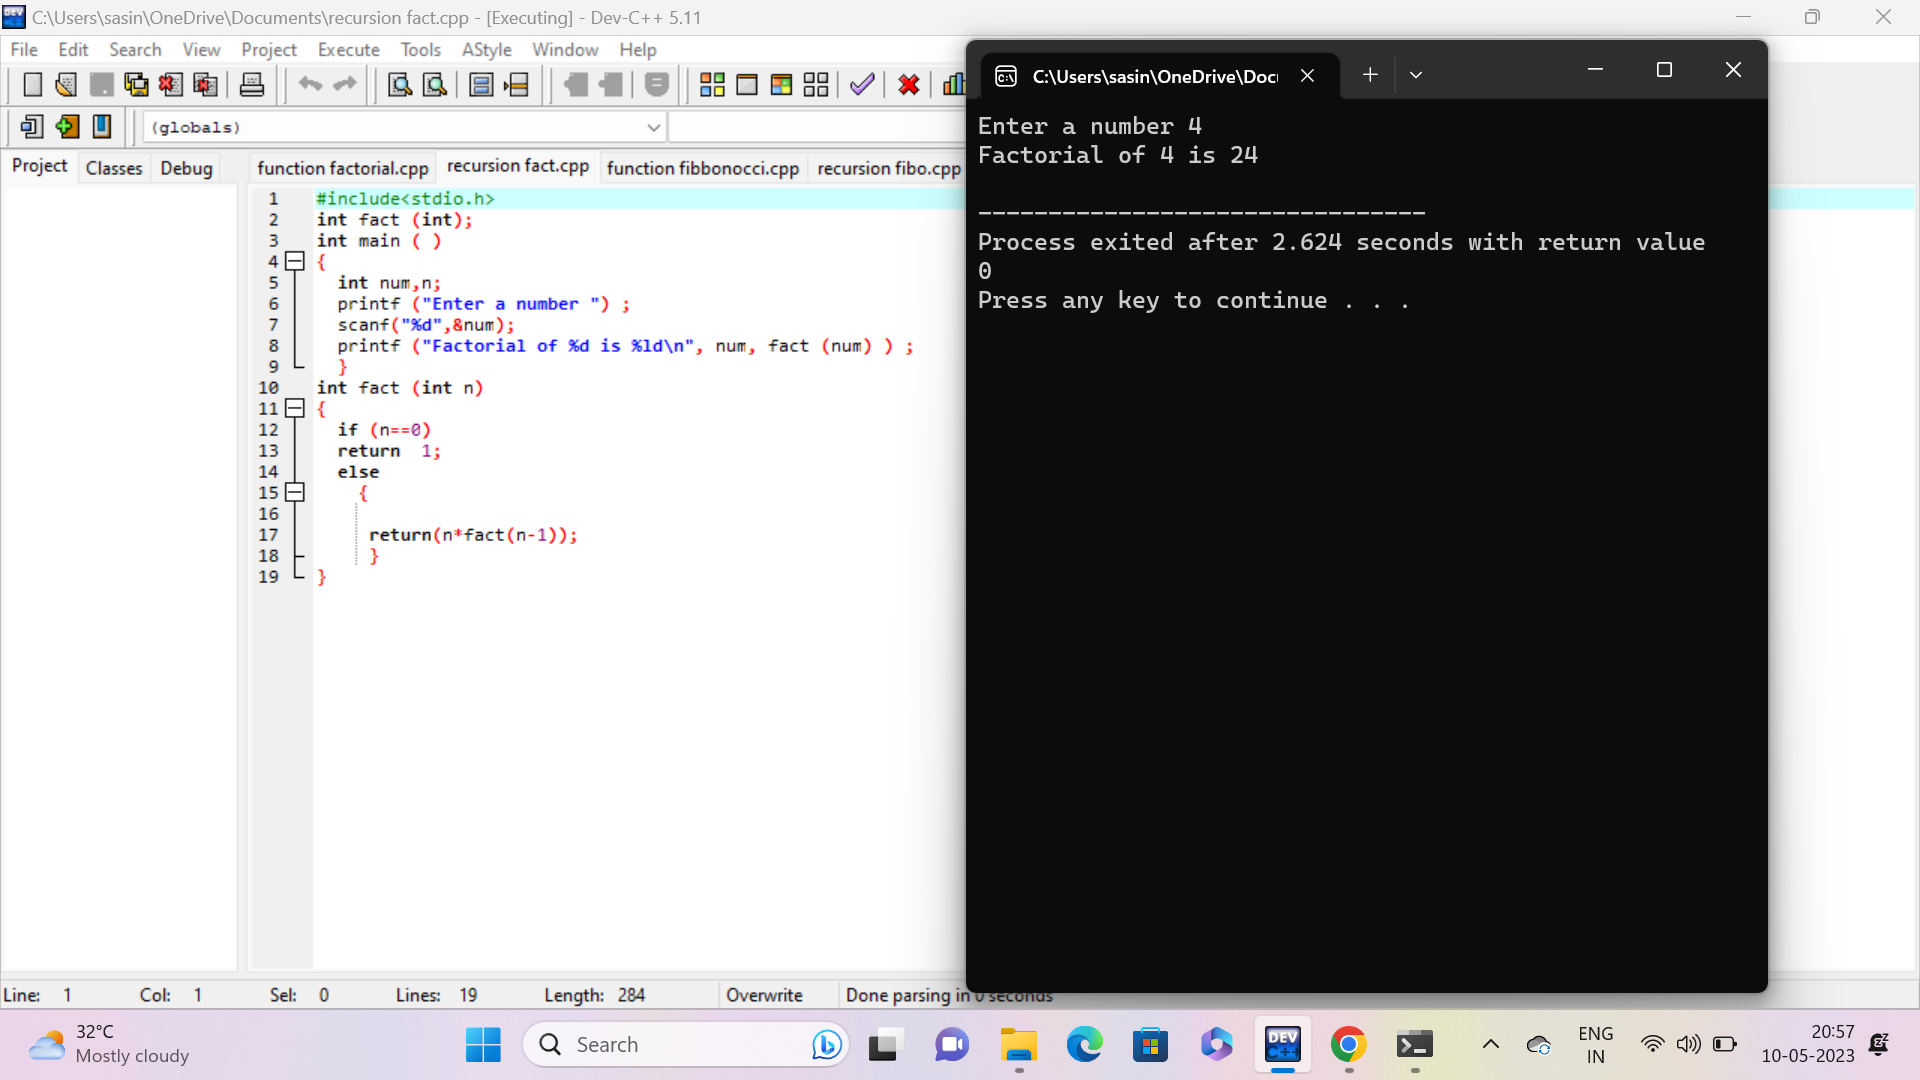 C:\Users\sasin\OneDrive\Documents\recursion fact.cpp - [Executing] - Dev-C++ 5.11
File Edit Search View Project Execute Tools AStyle Window Help
(globals)
Project Classes Debug
function factorial.cpp recursion fact.cpp function fibbonocci.cpp recursion fibo.cpp
1 #include<stdio.h>
2 int fact (int);
3 int main ( )
4 {
5 int num,n;
6 printf ("Enter a number ") ;
7 scanf("%d",&num);
8 printf ("Factorial of %d is %ld\n", num, fact (num) ) ;
9 }
10 int fact (int n)
11 {
12 if (n==0)
13 return  1;
14 else
15 {
16
17 return(n*fact(n-1));
18 }
19 }
C:\Users\sasin\OneDrive\Doc
Enter a number 4
Factorial of 4 is 24
--------------------------------
Process exited after 2.624 seconds with return value
0
Press any key to continue . . .
Line: 1 Col: 1 Sel: 0 Lines: 19 Length: 284 Overwrite Done parsing in 0 seconds
32°C
Mostly cloudy
Search
DEV
C++
ENG
IN
20:57
10-05-2023